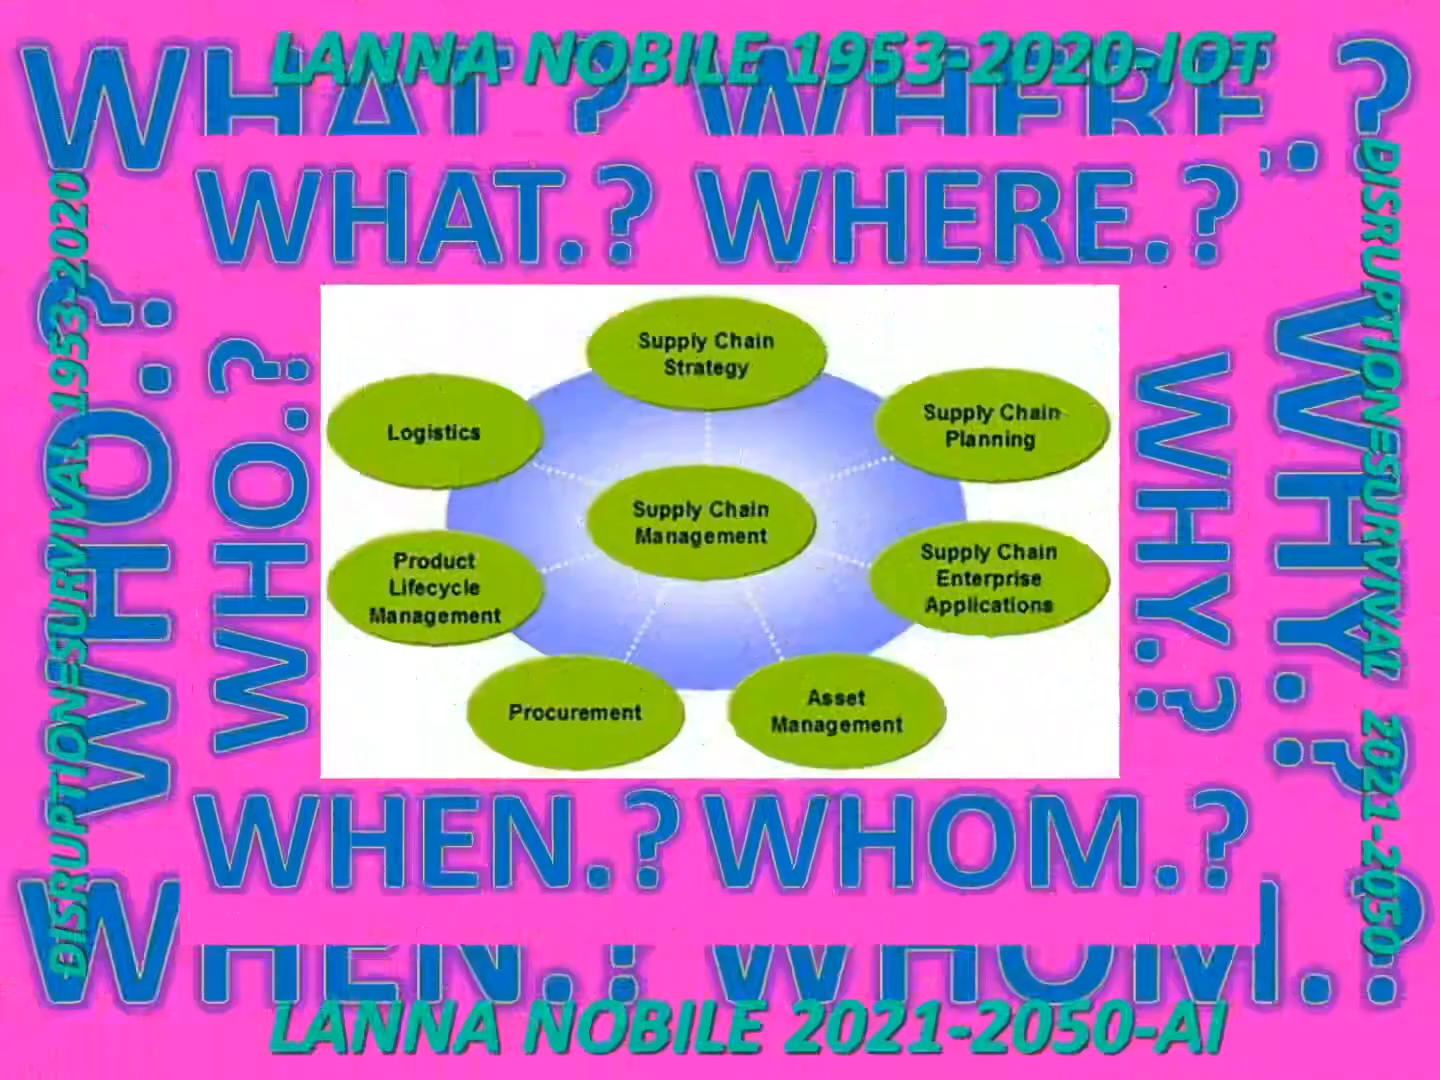 LANNA NOBILE 1953-2020-IOT
WHAT.? WHERE.?
WHAT.? WHERE.?
DISRUPTION=SURVIVAL 1953-2020
WHO.?
WHO.?
Supply Chain
Strategy
Logistics
Supply Chain
Planning
Supply Chain
Management
Product
Lifecycle
Management
Supply Chain
Enterprise
Applications
Procurement
Asset
Management
WHY.?
WHY.?
DISRUPTION=SURVIVAL 2021-2050
WHEN.? WHOM.?
WHEN.? WHOM.?
LANNA NOBILE 2021-2050-AI